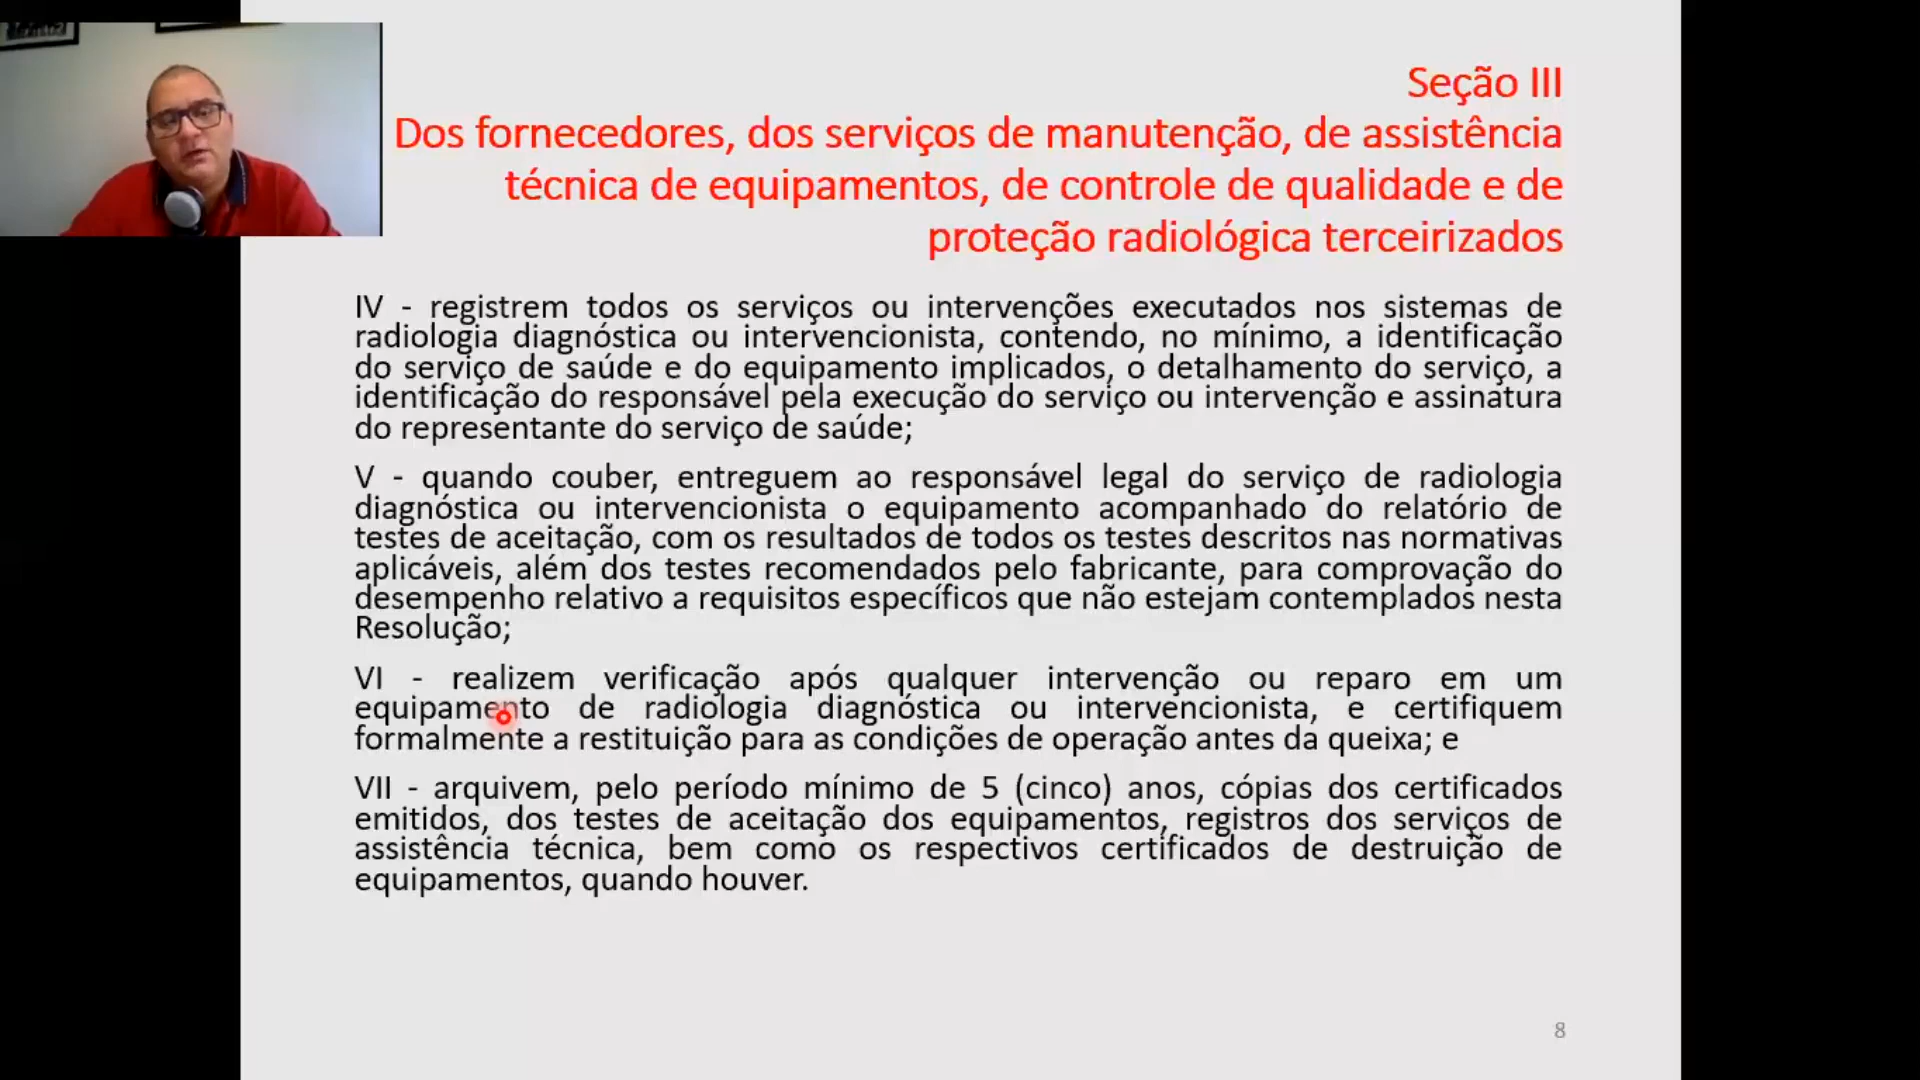 Seção III
Dos fornecedores, dos serviços de manutenção, de assistência
técnica de equipamentos, de controle de qualidade e de
proteção radiológica terceirizados
IV - registrem todos os serviços ou intervenções executados nos sistemas de
radiologia diagnóstica ou intervencionista, contendo, no mínimo, a identificação
do serviço de saúde e do equipamento implicados, o detalhamento do serviço, a
identificação do responsável pela execução do serviço ou intervenção e assinatura
do representante do serviço de saúde;
V - quando couber, entreguem ao responsável legal do serviço de radiologia
diagnóstica ou intervencionista o equipamento acompanhado do relatório de
testes de aceitação, com os resultados de todos os testes descritos nas normativas
aplicáveis, além dos testes recomendados pelo fabricante, para comprovação do
desempenho relativo a requisitos específicos que não estejam contemplados nesta
Resolução;
VI - realizem verificação após qualquer intervenção ou reparo em um
equipamento de radiologia diagnóstica ou intervencionista, e certifiquem
formalmente a restituição para as condições de operação antes da queixa; e
VII - arquivem, pelo período mínimo de 5 (cinco) anos, cópias dos certificados
emitidos, dos testes de aceitação dos equipamentos, registros dos serviços de
assistência técnica, bem como os respectivos certificados de destruição de
equipamentos, quando houver.
8